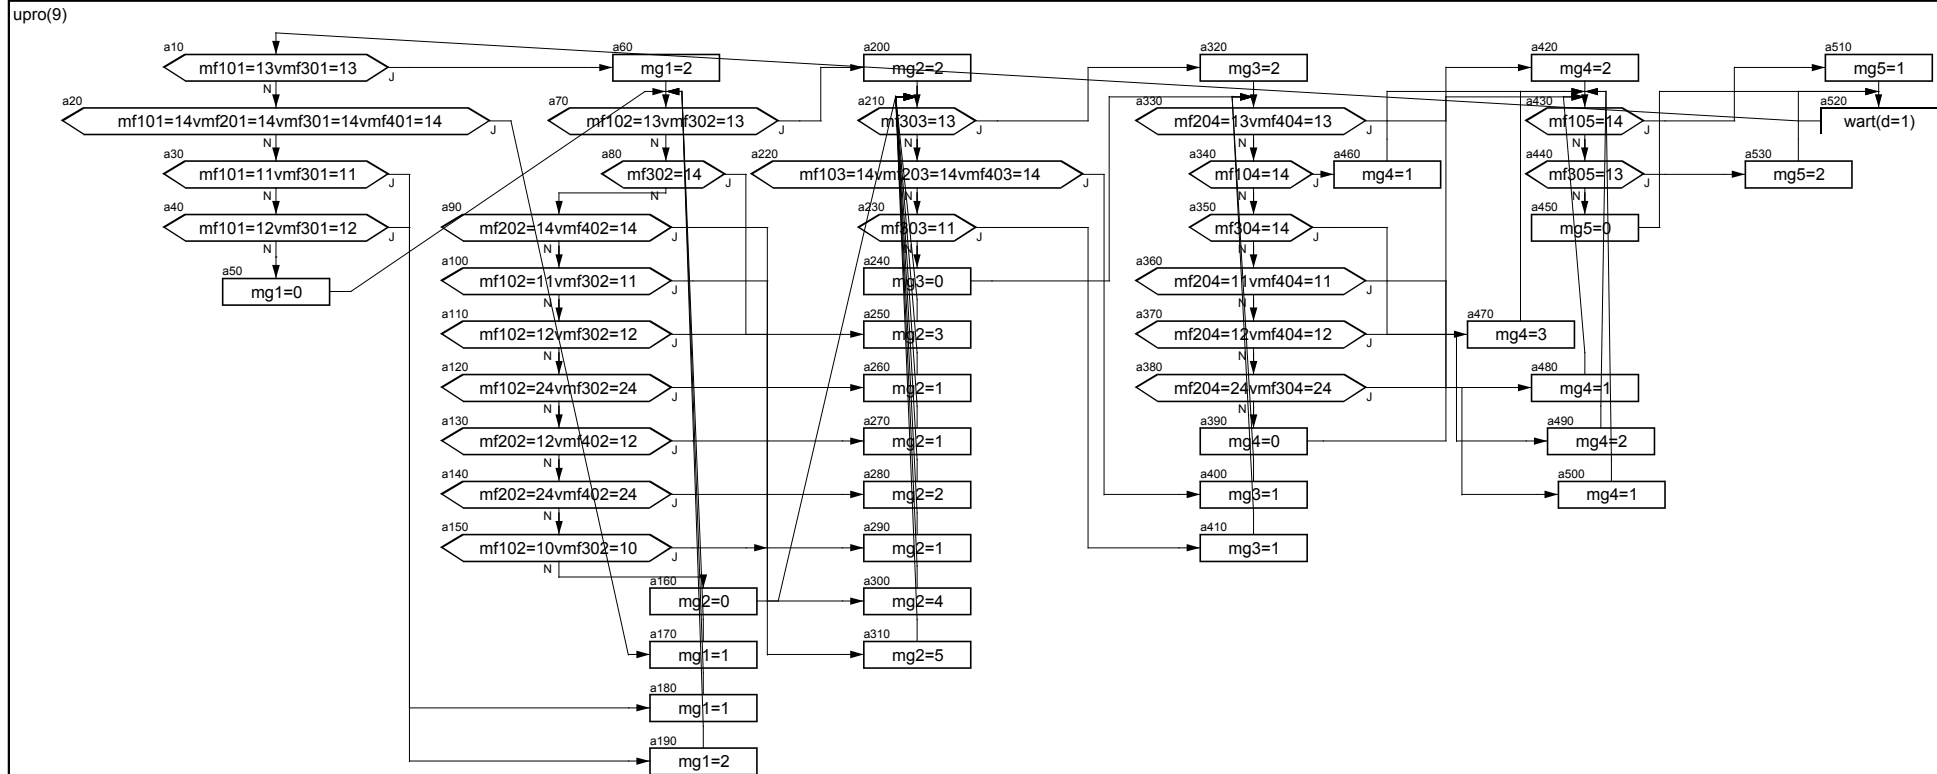 upro(9)
a10
mf101=13vmf301=13
J
N
a20
mf101=14vmf201=14vmf301=14vmf401=14
J
N
a30
mf101=11vmf301=11
J
N
a40
mf101=12vmf301=12
J
N
a50
mg1=0
a60
mg1=2
a70
mf102=13vmf302=13
J
N
a80
mf302=14
J
N
a90
mf202=14vmf402=14
J
N
a100
mf102=11vmf302=11
J
N
a110
mf102=12vmf302=12
J
N
a120
mf102=24vmf302=24
J
N
a130
mf202=12vmf402=12
J
N
a140
mf202=24vmf402=24
J
N
a150
mf102=10vmf302=10
J
N
a160
mg2=0
a170
mg1=1
a180
mg1=1
a190
mg1=2
a200
mg2=2
a210
mf303=13
J
N
a220
mf103=14vmf203=14vmf403=14
J
N
a230
mf303=11
J
N
a240
mg3=0
a250
mg2=3
a260
mg2=1
a270
mg2=1
a280
mg2=2
a290
mg2=1
a300
mg2=4
a310
mg2=5
a320
mg3=2
a330
mf204=13vmf404=13
J
N
a340
mf104=14
J
N
a350
mf304=14
J
N
a360
mf204=11vmf404=11
J
N
a370
mf204=12vmf404=12
J
N
a380
mf204=24vmf304=24
J
N
a390
mg4=0
a400
mg3=1
a410
mg3=1
a420
mg4=2
a430
mf105=14
J
N
a440
mf305=13
J
N
a450
mg5=0
a460
mg4=1
a470
mg4=3
a480
mg4=1
a490
mg4=2
a500
mg4=1
a510
mg5=1
a520
wart(d=1)
a530
mg5=2